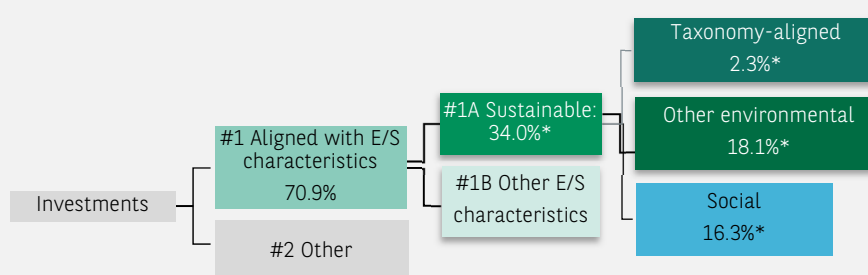 Taxonomy-aligned
2.3%*
#1A Sustainable:
34.0%*
Other environmental
18.1%*
#1 Aligned with E/S
characteristics
70.9%
#1B Other E/S
characteristics
Investments
Social
16.3%*
#2 Other